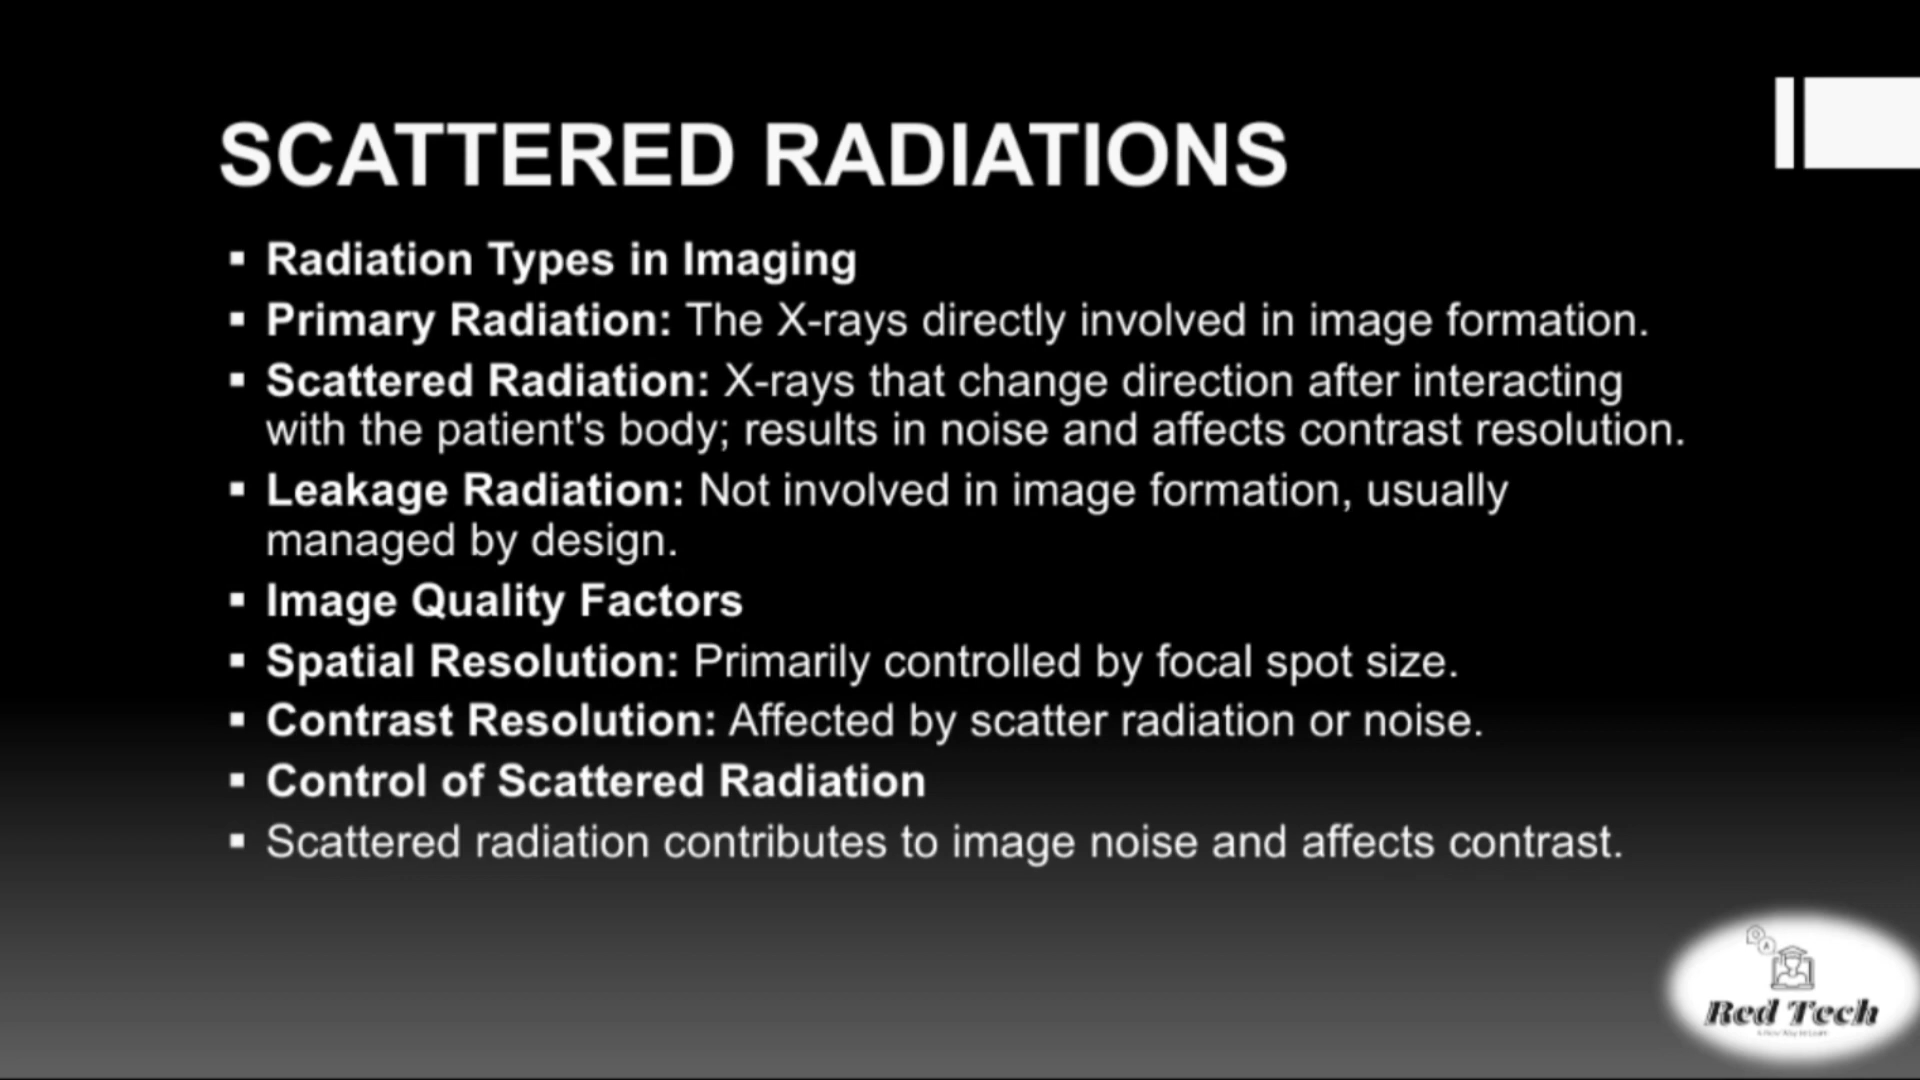 SCATTERED RADIATIONS
▪ Radiation Types in Imaging
▪ Primary Radiation: The X-rays directly involved in image formation.
▪ Scattered Radiation: X-rays that change direction after interacting
with the patient's body; results in noise and affects contrast resolution.
▪ Leakage Radiation: Not involved in image formation, usually
managed by design.
▪ Image Quality Factors
▪ Spatial Resolution: Primarily controlled by focal spot size.
▪ Contrast Resolution: Affected by scatter radiation or noise.
▪ Control of Scattered Radiation
▪ Scattered radiation contributes to image noise and affects contrast.
Red Tech